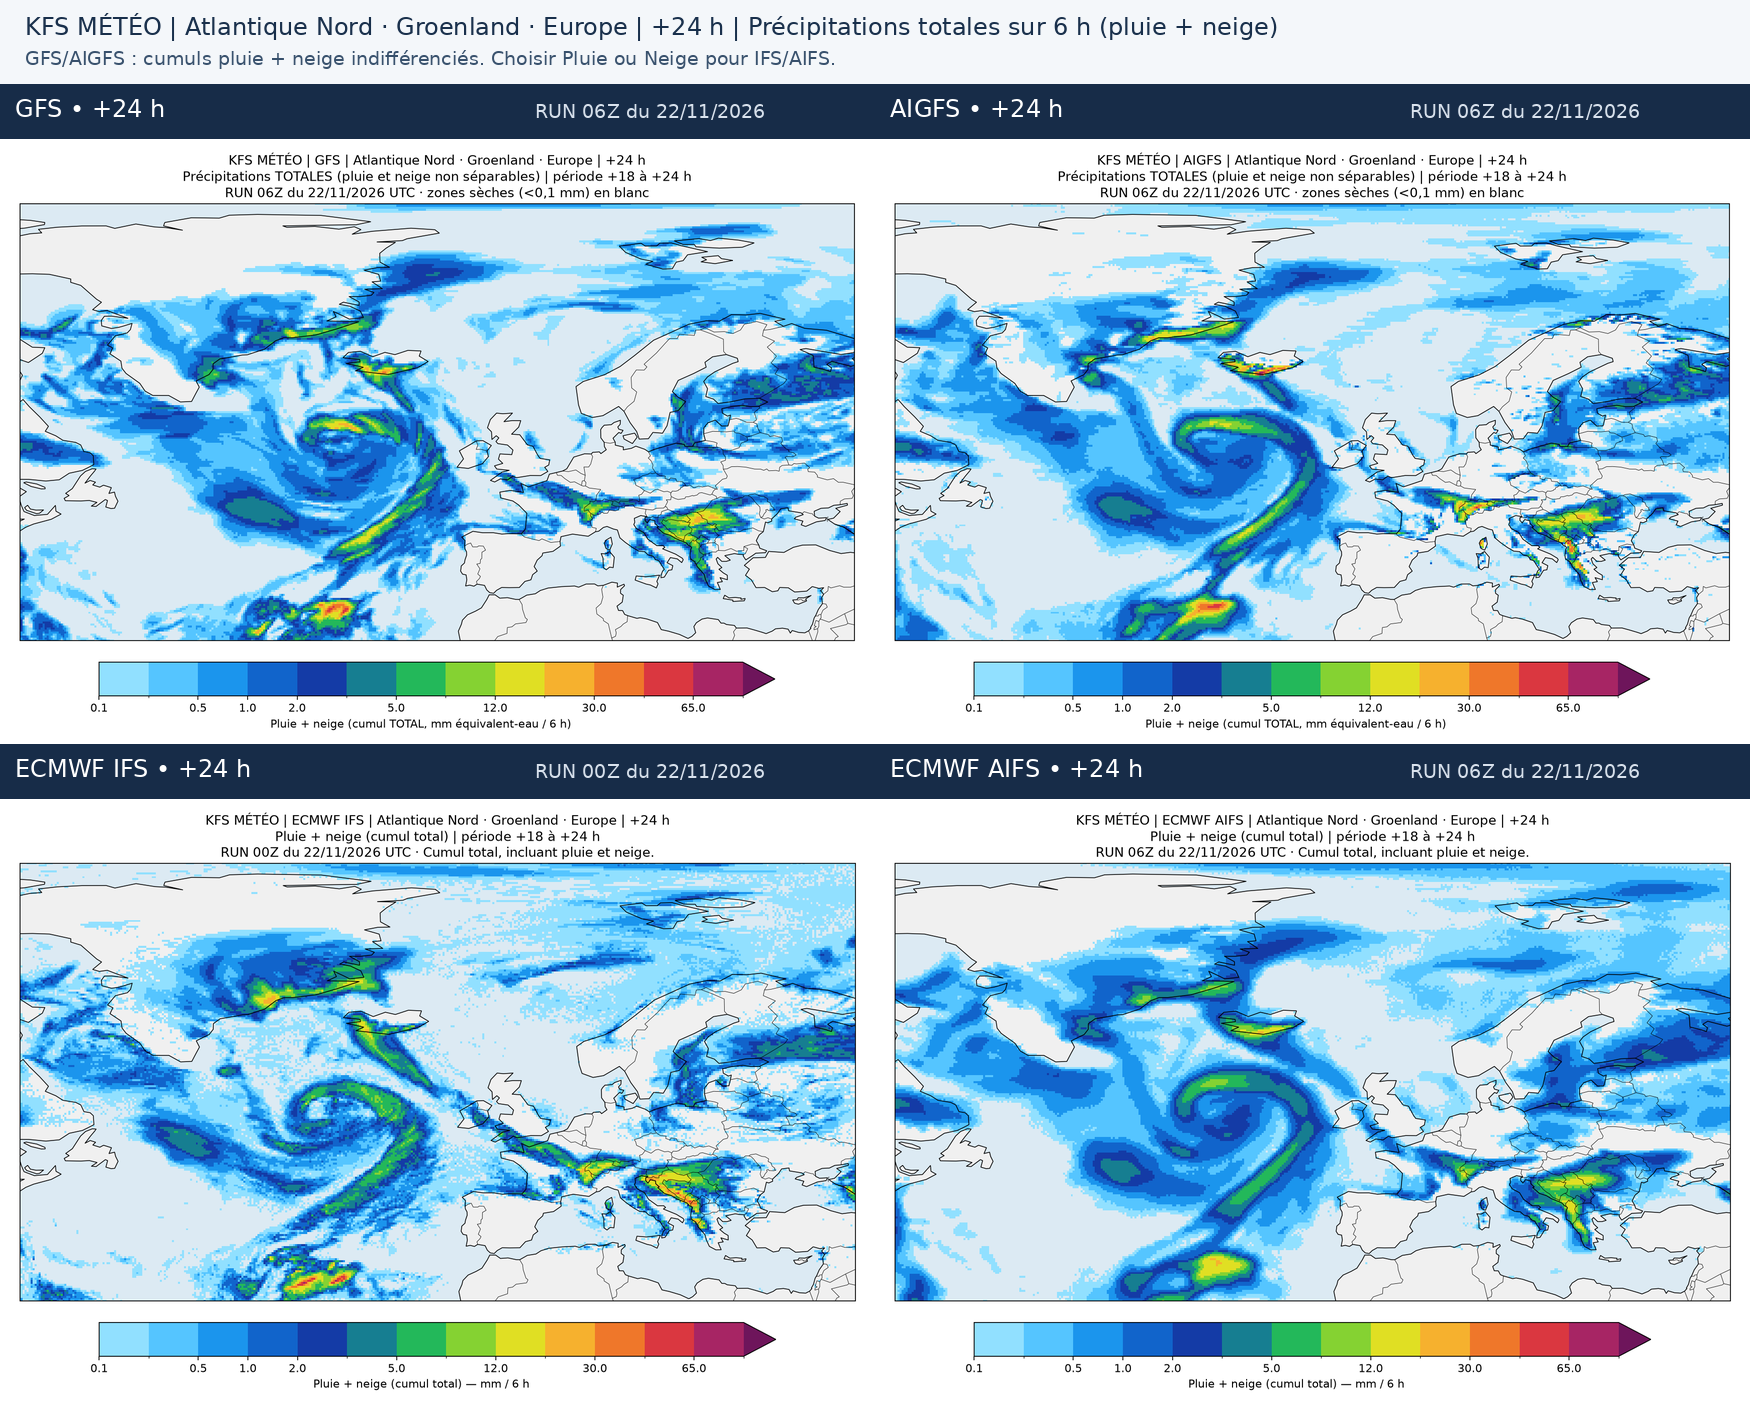 KFS MÉTÉO | Atlantique Nord · Groenland · Europe | +24 h | Précipitations totales sur 6 h (pluie + neige)
GFS/AIGFS : cumuls pluie + neige indifférenciés. Choisir Pluie ou Neige pour IFS/AIFS.
GFS • +24 h RUN 06Z du 22/11/2026
AIGFS • +24 h RUN 06Z du 22/11/2026
KFS MÉTÉO | GFS | Atlantique Nord · Groenland · Europe | +24 h
Précipitations TOTALES (pluie et neige non séparables) | période +18 à +24 h
RUN 06Z du 22/11/2026 UTC · zones sèches (<0,1 mm) en blanc
KFS MÉTÉO | AIGFS | Atlantique Nord · Groenland · Europe | +24 h
Précipitations TOTALES (pluie et neige non séparables) | période +18 à +24 h
RUN 06Z du 22/11/2026 UTC · zones sèches (<0,1 mm) en blanc
0.1 0.5 1.0 2.0 5.0 12.0 30.0 65.0
Pluie + neige (cumul TOTAL, mm équivalent-eau / 6 h)
0.1 0.5 1.0 2.0 5.0 12.0 30.0 65.0
Pluie + neige (cumul TOTAL, mm équivalent-eau / 6 h)
ECMWF IFS • +24 h RUN 00Z du 22/11/2026
ECMWF AIFS • +24 h RUN 06Z du 22/11/2026
KFS MÉTÉO | ECMWF IFS | Atlantique Nord · Groenland · Europe | +24 h
Pluie + neige (cumul total) | période +18 à +24 h
RUN 00Z du 22/11/2026 UTC · Cumul total, incluant pluie et neige.
KFS MÉTÉO | ECMWF AIFS | Atlantique Nord · Groenland · Europe | +24 h
Pluie + neige (cumul total) | période +18 à +24 h
RUN 06Z du 22/11/2026 UTC · Cumul total, incluant pluie et neige.
0.1 0.5 1.0 2.0 5.0 12.0 30.0 65.0
Pluie + neige (cumul total) — mm / 6 h
0.1 0.5 1.0 2.0 5.0 12.0 30.0 65.0
Pluie + neige (cumul total) — mm / 6 h